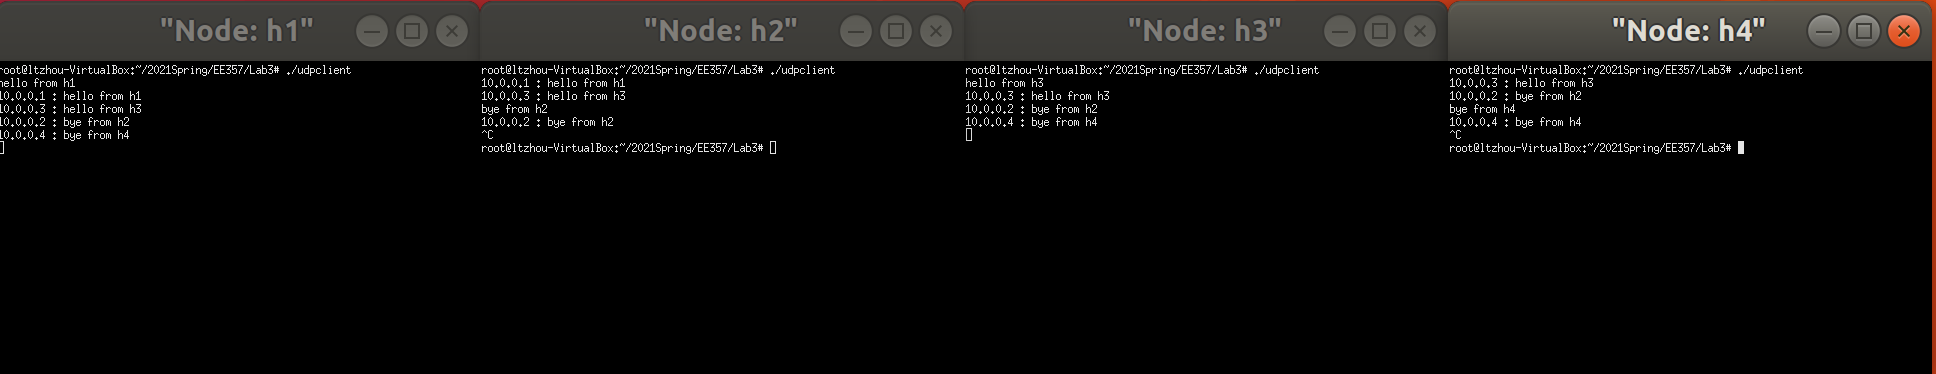 "Node: h1"
root@ltzhou-VirtualBox:~/2021Spring/EE357/Lab3# ./udpclient
hello from h1
10.0.0.1 : hello from h1
10.0.0.3 : hello from h3
10.0.0.2 : bye from h2
10.0.0.4 : bye from h4
"Node: h2"
root@ltzhou-VirtualBox:~/2021Spring/EE357/Lab3# ./udpclient
10.0.0.1 : hello from h1
10.0.0.3 : hello from h3
bye from h2
10.0.0.2 : bye from h2
^C
root@ltzhou-VirtualBox:~/2021Spring/EE357/Lab3#
"Node: h3"
root@ltzhou-VirtualBox:~/2021Spring/EE357/Lab3# ./udpclient
hello from h3
10.0.0.3 : hello from h3
10.0.0.2 : bye from h2
10.0.0.4 : bye from h4
"Node: h4"
root@ltzhou-VirtualBox:~/2021Spring/EE357/Lab3# ./udpclient
10.0.0.3 : hello from h3
10.0.0.2 : bye from h2
bye from h4
10.0.0.4 : bye from h4
^C
root@ltzhou-VirtualBox:~/2021Spring/EE357/Lab3#